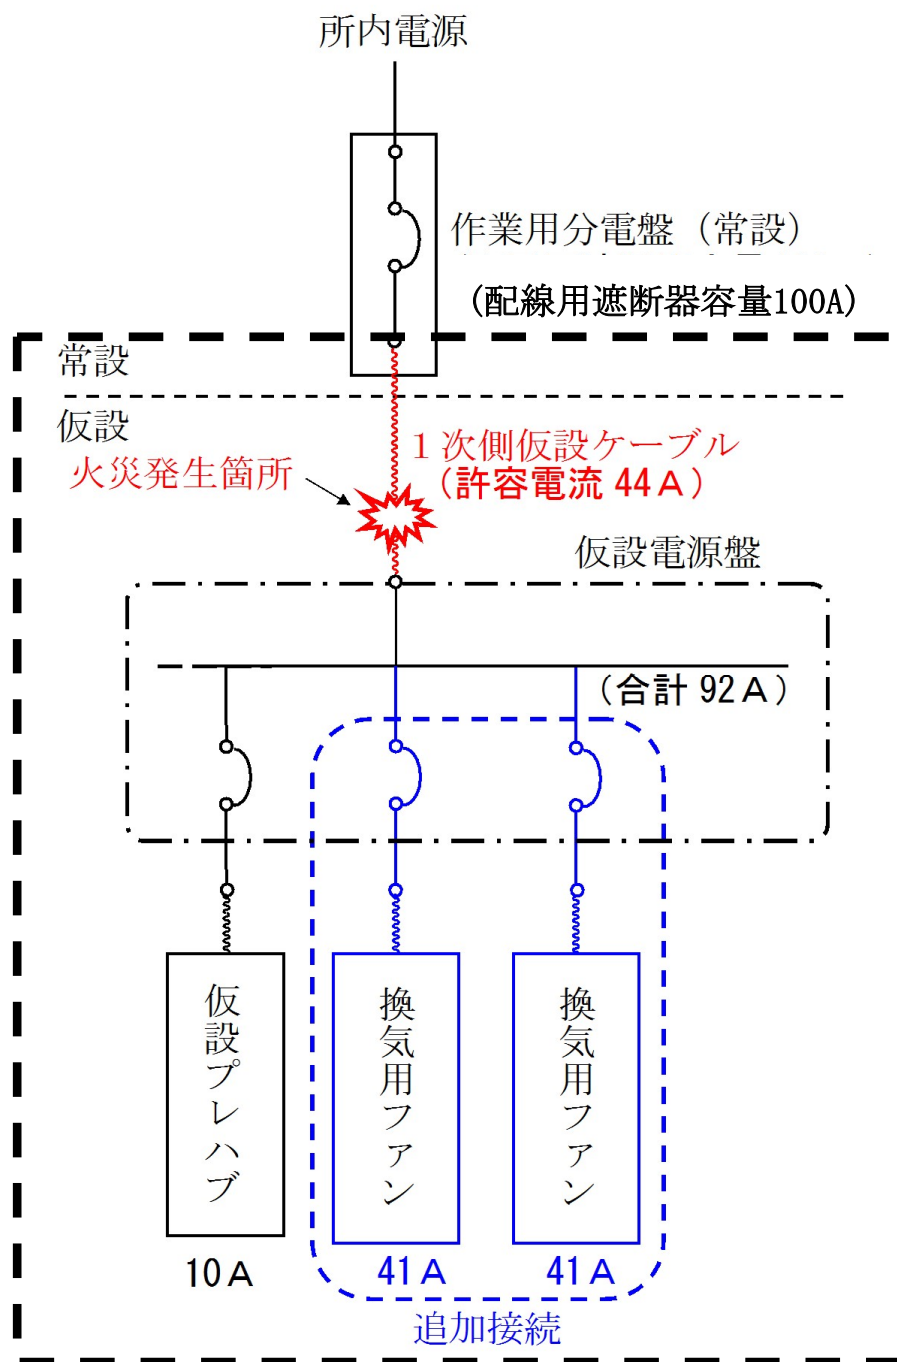 所内電源
作業用分電盤（常設）
(配線用遮断器容量100A)
常設
仮設
１次側仮設ケーブル
火災発生箇所
（許容電流 44Ａ）
仮設電源盤
（合計 92Ａ）
仮設プレハブ
換気用ファン
換気用ファン
10Ａ
41Ａ
41Ａ
追加接続